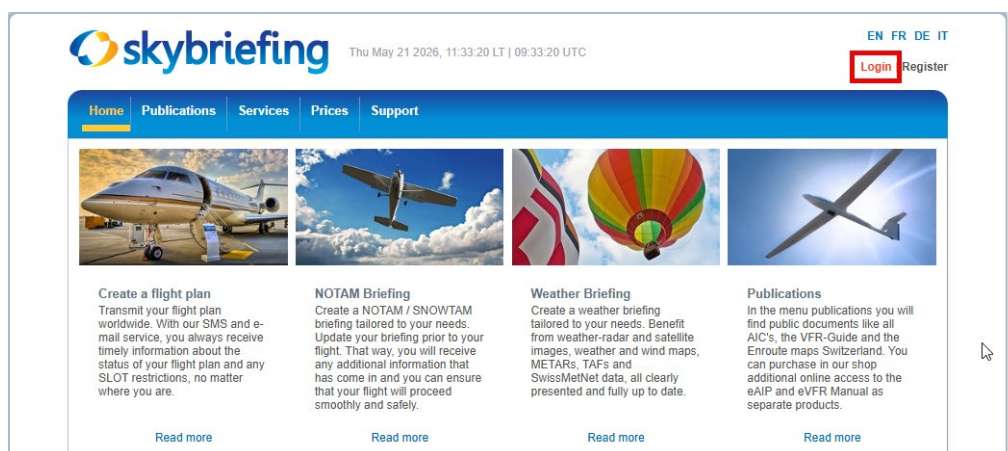 skybriefing
Thu May 21 2026, 11:33:20 LT | 09:33:20 UTC
EN FR DE IT
Login Register
Home Publications Services Prices Support
Create a flight plan
Transmit your flight plan
worldwide. With our SMS and e-
mail service, you always receive
timely information about the
status of your flight plan and any
SLOT restrictions, no matter
where you are.
Read more
NOTAM Briefing
Create a NOTAM / SNOWTAM
briefing tailored to your needs.
Update your briefing prior to your
flight. That way, you will receive
any additional information that
has come in and you can ensure
that your flight will proceed
smoothly and safely.
Read more
Weather Briefing
Create a weather briefing
tailored to your needs. Benefit
from weather-radar and satellite
images, weather and wind maps,
METARs, TAFs and
SwissMetNet data, all clearly
presented and fully up to date.
Read more
Publications
In the menu publications you will
find public documents like all
AIC's, the VFR-Guide and the
Enroute maps Switzerland. You
can purchase in our shop
additional online access to the
eAIP and eVFR Manual as
separate products.
Read more